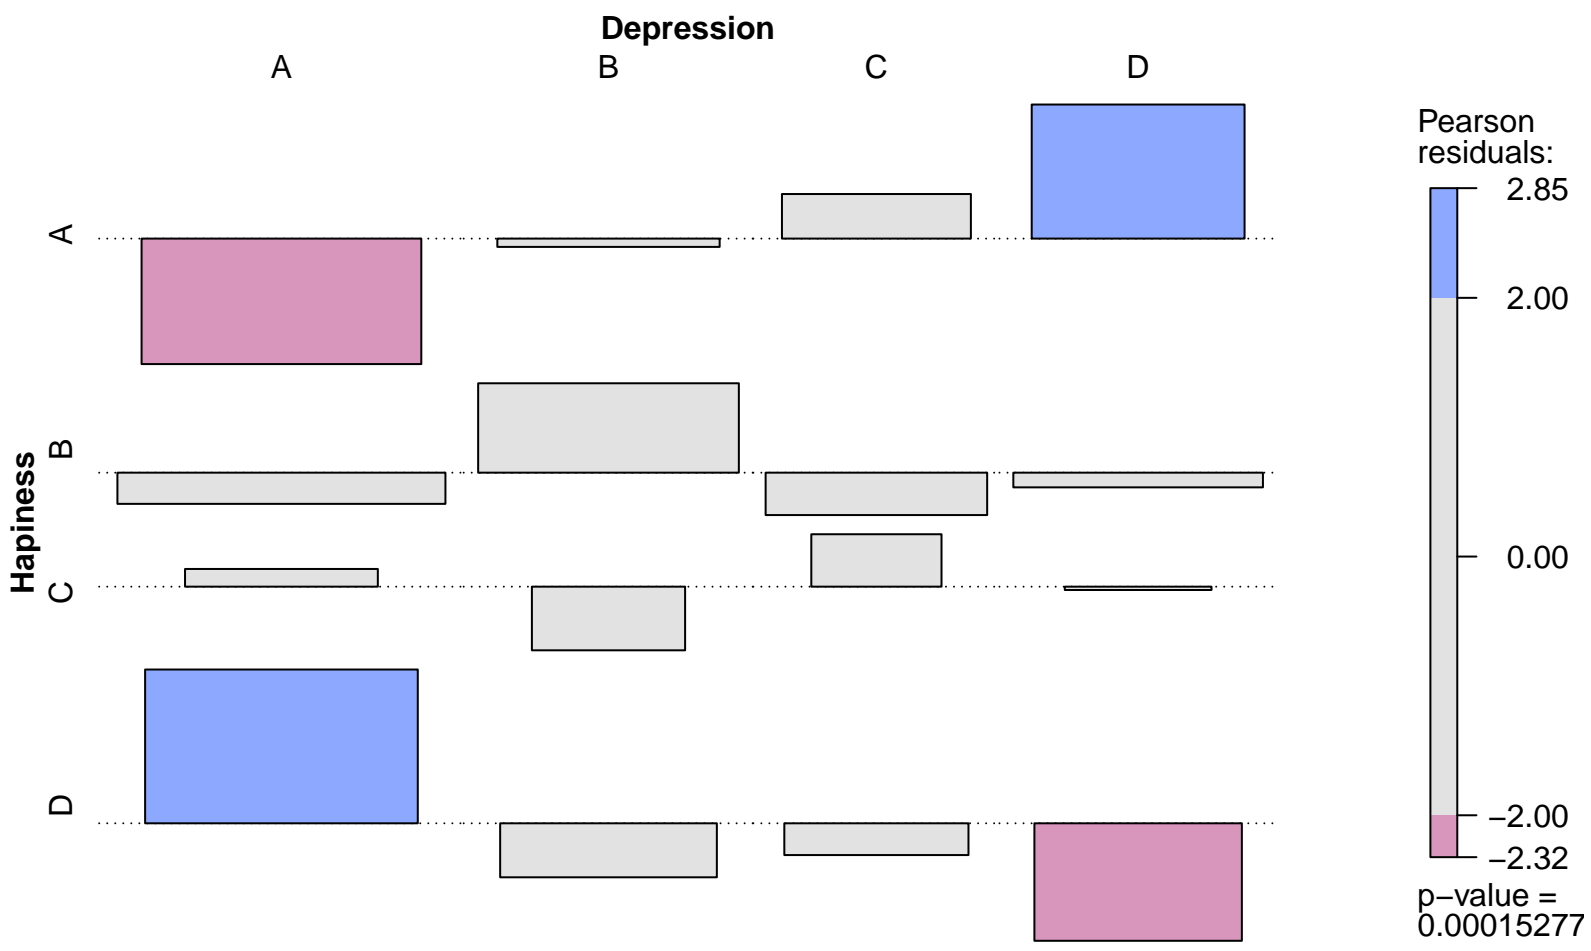 Depression
A B C D
Hapiness
A
B
C
D
Pearson
residuals:
2.85
2.00
0.00
−2.00
−2.32
p−value =
0.00015277